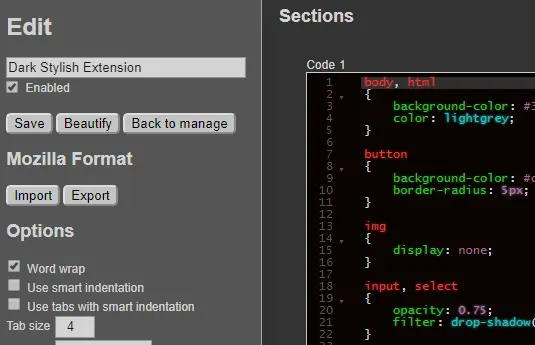 Edit
Dark Stylish Extension
Enabled
Save Beautify Back to manage
Mozilla Format
Import Export
Options
Word wrap
Use smart indentation
Use tabs with smart indentation
Tab size 4
Sections
Code 1
1 body, html
2 {
3 background-color: #3
4 color: lightgrey;
5 }
6
7 button
8 {
9 background-color: #
10 border-radius: 5px;
11 }
12
13 img
14 {
15 display: none;
16 }
17
18 input, select
19 {
20 opacity: 0.75;
21 filter: drop-shadow(
22 }